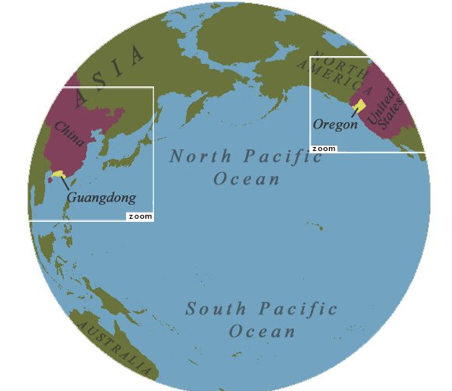 ASIA
NORTH
AMERICA
China
United
States
Oregon
zoom
North Pacific
Ocean
Guangdong
zoom
South Pacific
Ocean
AUSTRALIA